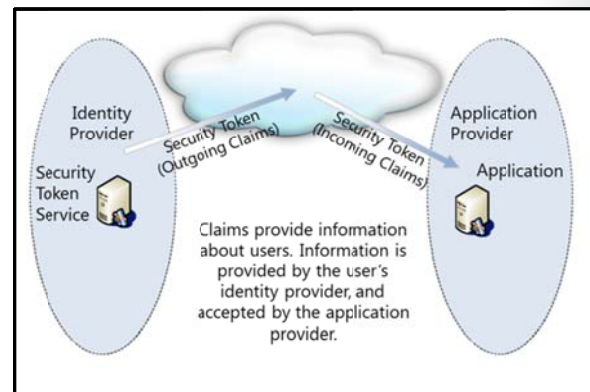 Identity
Provider
Security
Token
Service
Security Token
(Outgoing Claims)
Security Token
(Incoming Claims)
Application
Provider
Application
Claims provide information
about users. Information is
provided by the user's
identity provider, and
accepted by the application
provider.